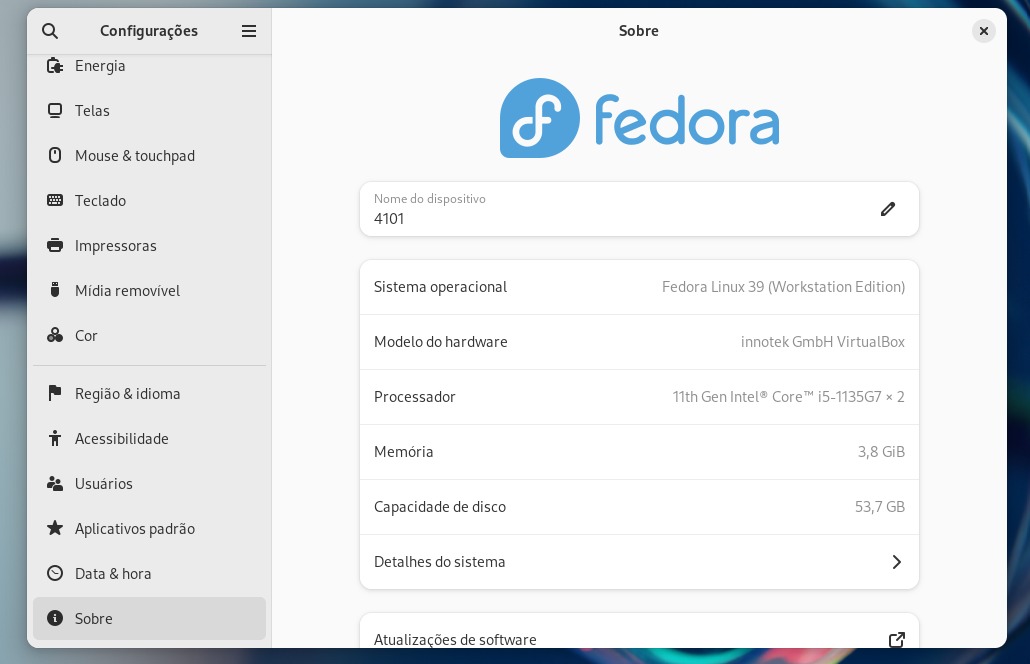 Configurações
Energia
Telas
Mouse & touchpad
Teclado
Impressoras
Mídia removível
Cor
Região & idioma
Acessibilidade
Usuários
Aplicativos padrão
Data & hora
Sobre
Sobre
fedora
Nome do dispositivo
4101
Sistema operacional Fedora Linux 39 (Workstation Edition)
Modelo do hardware innotek GmbH VirtualBox
Processador 11th Gen Intel® Core™ i5-1135G7 × 2
Memória 3,8 GiB
Capacidade de disco 53,7 GB
Detalhes do sistema
Atualizações de software